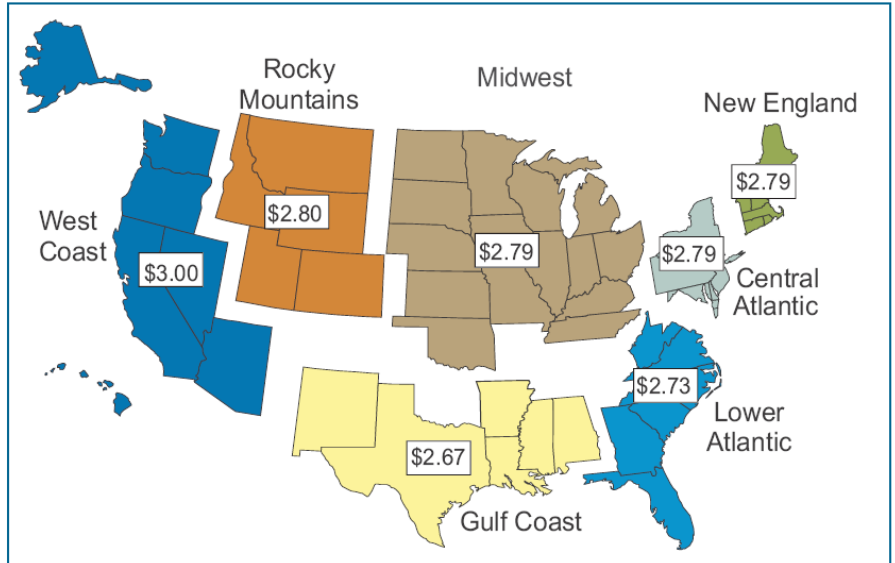 Rocky
Mountains
Midwest
New England
$2.79
$2.80
West
Coast
$3.00
$2.79
$2.79
Central
Atlantic
$2.73
Lower
Atlantic
$2.67
Gulf Coast